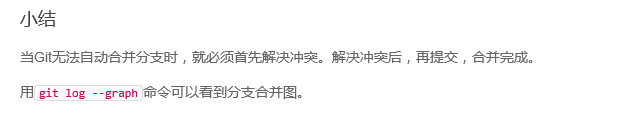 小结
当Git无法自动合并分支时，就必须首先解决冲突。解决冲突后，再提交，合并完成。
用git log --graph命令可以看到分支合并图。